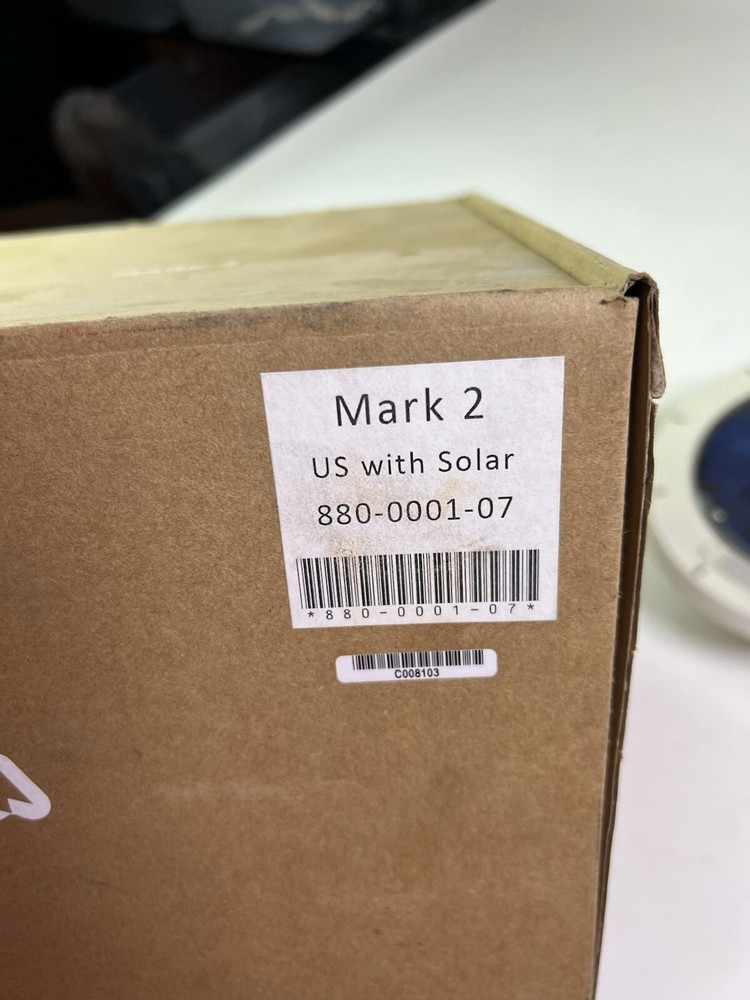 Mark 2
US with Solar
880-0001-07
*880-0001-07*
C008103